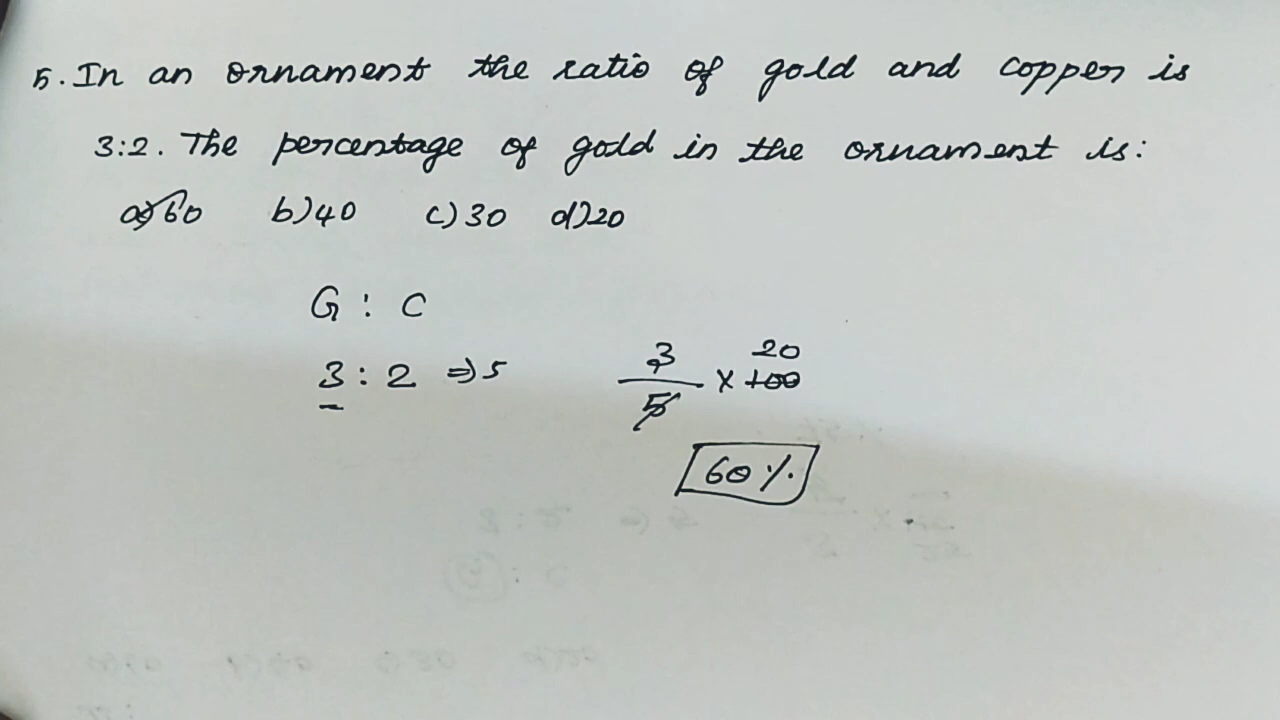 5. In an ornament the ratio of gold and copper is
3:2. The percentage of gold in the ornament is:
a) 60 b) 40 c) 30 d) 20
G : C
3 : 2 ⇒ 5
3 20
— × 100
5
60 %